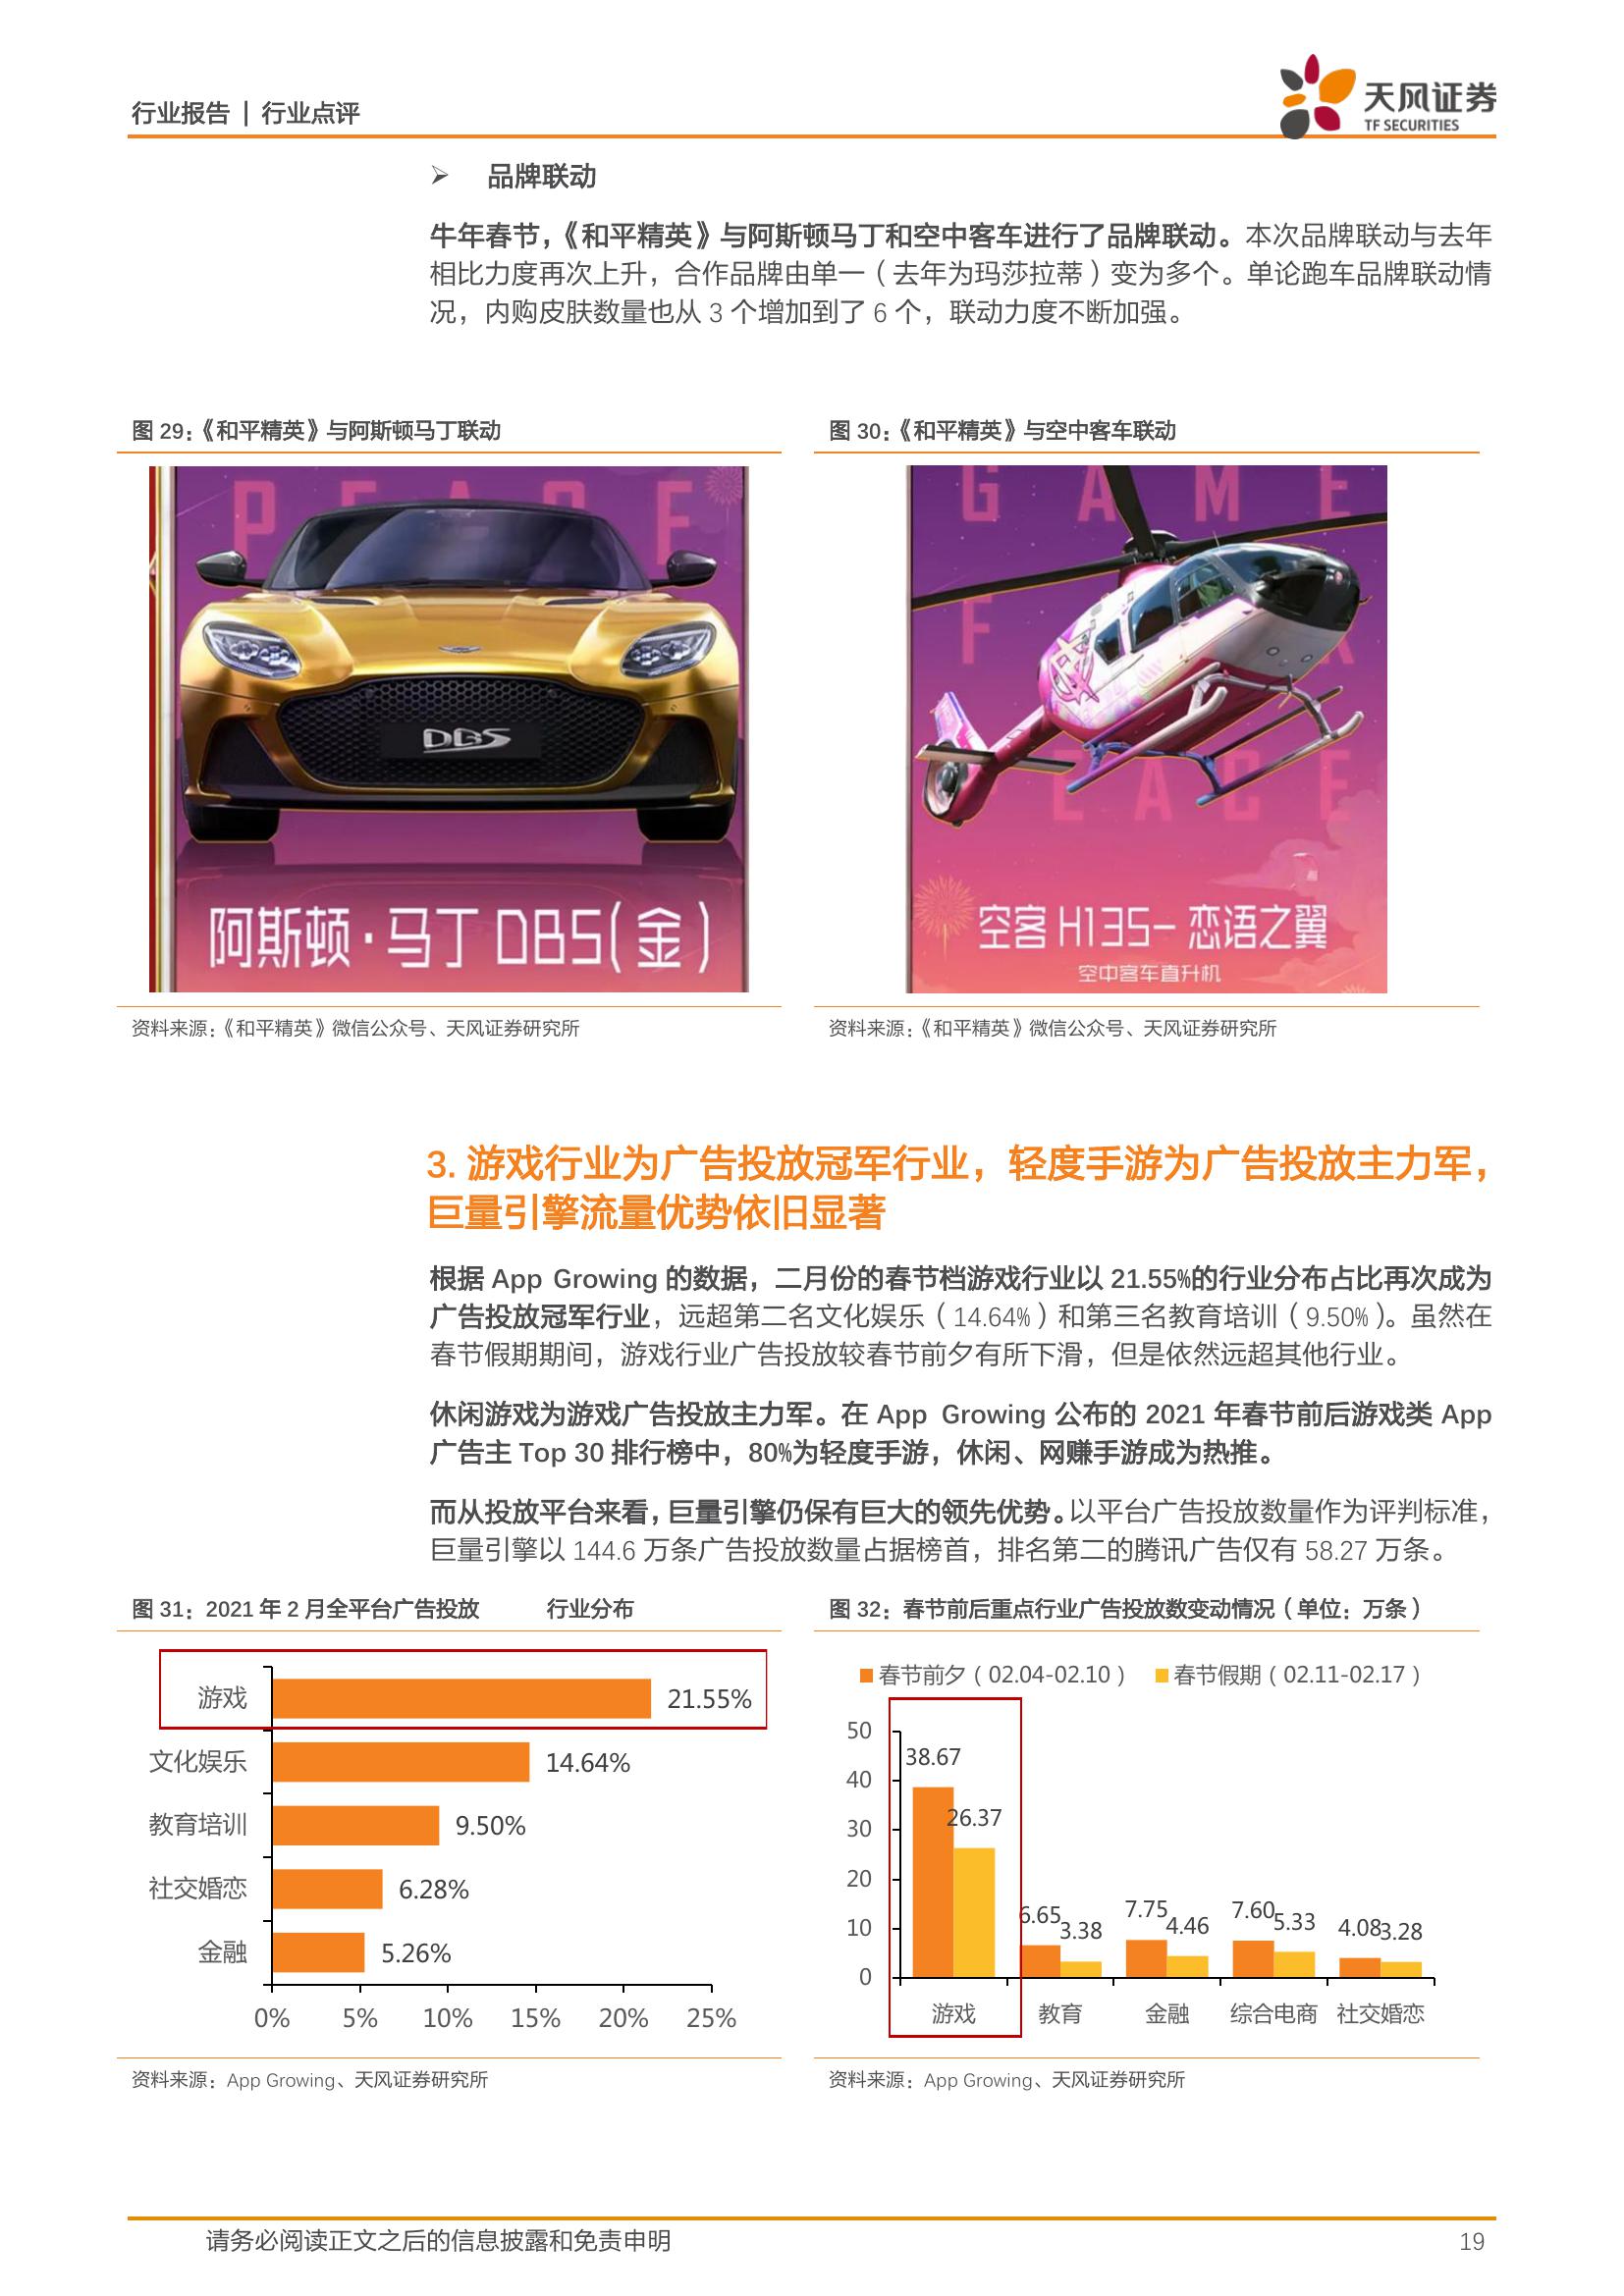 行业报告 | 行业点评
天风证券
TF SECURITIES
➢ 品牌联动
牛年春节，《和平精英》与阿斯顿马丁和空中客车进行了品牌联动。本次品牌联动与去年
相比力度再次上升，合作品牌由单一（去年为玛莎拉蒂）变为多个。单论跑车品牌联动情
况，内购皮肤数量也从 3 个增加到了 6 个，联动力度不断加强。
图 29：《和平精英》与阿斯顿马丁联动
DBS
阿斯顿·马丁 DBS(金)
资料来源：《和平精英》微信公众号、天风证券研究所
图 30：《和平精英》与空中客车联动
GAME
PEACE
空客 H135- 恋语之翼
空中客车直升机
资料来源：《和平精英》微信公众号、天风证券研究所
3. 游戏行业为广告投放冠军行业，轻度手游为广告投放主力军，
巨量引擎流量优势依旧显著
根据 App Growing 的数据，二月份的春节档游戏行业以 21.55%的行业分布占比再次成为
广告投放冠军行业，远超第二名文化娱乐（14.64%）和第三名教育培训（9.50%）。虽然在
春节假期期间，游戏行业广告投放较春节前夕有所下滑，但是依然远超其他行业。
休闲游戏为游戏广告投放主力军。在 App Growing 公布的 2021 年春节前后游戏类 App
广告主 Top 30 排行榜中，80%为轻度手游，休闲、网赚手游成为热推。
而从投放平台来看，巨量引擎仍保有巨大的领先优势。以平台广告投放数量作为评判标准，
巨量引擎以 144.6 万条广告投放数量占据榜首，排名第二的腾讯广告仅有 58.27 万条。
图 31：2021 年 2 月全平台广告投放 行业分布
游戏 21.55%
文化娱乐 14.64%
教育培训 9.50%
社交婚恋 6.28%
金融 5.26%
0% 5% 10% 15% 20% 25%
资料来源：App Growing、天风证券研究所
图 32：春节前后重点行业广告投放数变动情况（单位：万条）
春节前夕（02.04-02.10） 春节假期（02.11-02.17）
50
40
30
20
10
0
38.67 26.37
6.65 3.38
7.75 4.46
7.60 5.33
4.08 3.28
游戏 教育 金融 综合电商 社交婚恋
资料来源：App Growing、天风证券研究所
请务必阅读正文之后的信息披露和免责申明 19